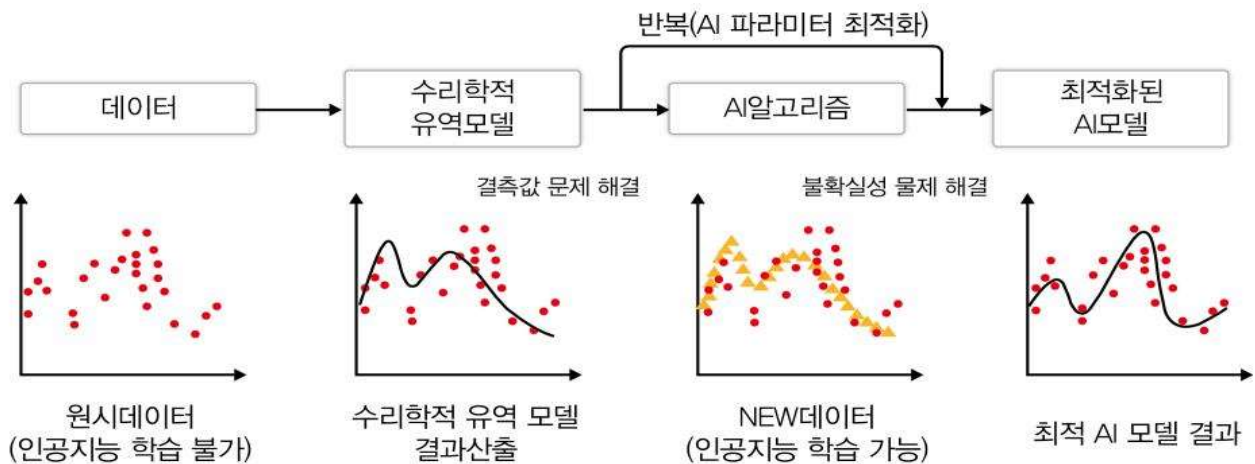 반복(AI 파라미터 최적화)
데이터
수리학적
유역모델
AI알고리즘
최적화된
AI모델
결측값 문제 해결
불확실성 물제 해결
원시데이터
(인공지능 학습 불가)
수리학적 유역 모델
결과산출
NEW데이터
(인공지능 학습 가능)
최적 AI 모델 결과